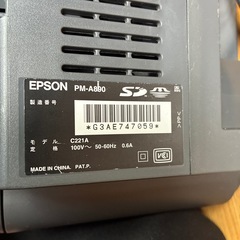 EPSON PM-A890 SD
製造番号
*G3AE747059*
モデル C221A
定格 100V～ 50-60Hz 0.6A
MADE IN CHINA. PAT.P.